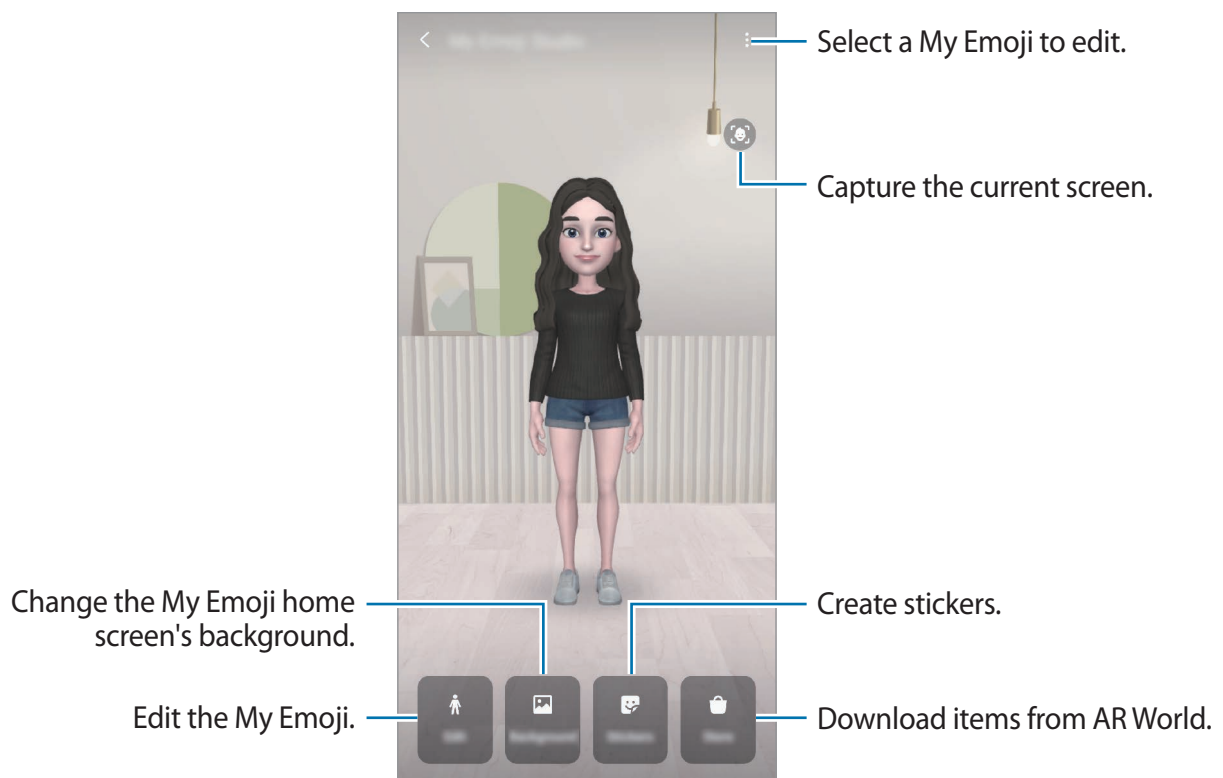 Select a My Emoji to edit.
Capture the current screen.
Change the My Emoji home
screen's background.
Create stickers.
Edit the My Emoji.
Download items from AR World.